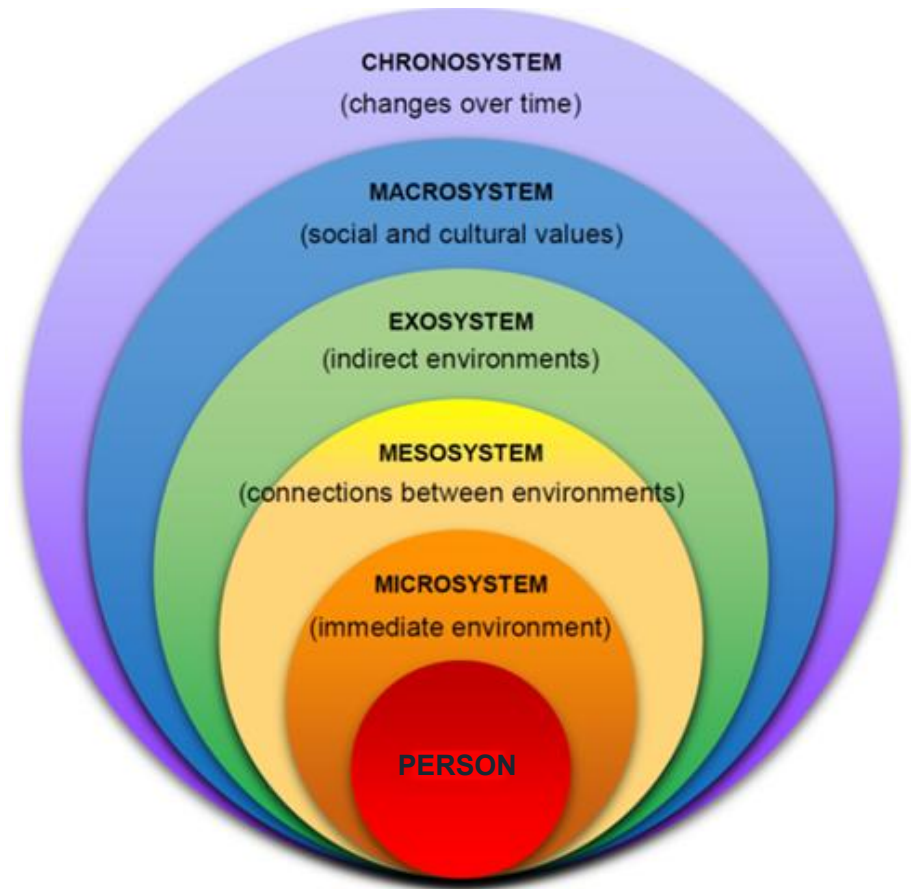 CHRONOSYSTEM
(changes over time)
MACROSYSTEM
(social and cultural values)
EXOSYSTEM
(indirect environments)
MESOSYSTEM
(connections between environments)
MICROSYSTEM
(immediate environment)
PERSON